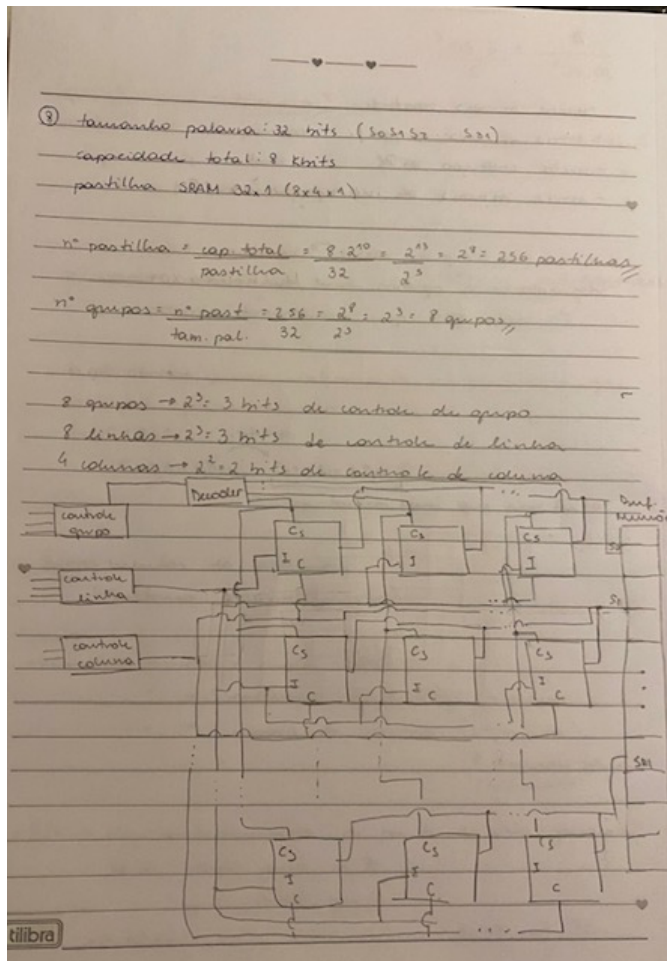 ⑧ tamanho palavra: 32 bits (S0 S1 S2 ... S31)
capacidade total: 8 Kbits
pastilha SRAM 32x1 (8x4x1)
nº pastilha = cap. total / pastilha = 8·2^10 / 32 = 2^13 / 2^5 = 2^8 = 256 pastilhas
nº grupos = nº past / tam. pal. = 256 / 32 = 2^8 / 2^5 = 2^3 = 8 grupos
8 grupos → 2^3 = 3 bits de controle de grupo
8 linhas → 2^3 = 3 bits de controle de linha
4 colunas → 2^2 = 2 bits de controle de coluna
Decoder
controle grupo
Cs Cs Cs
I C I I
S0
controle linha
S1
controle coluna
Cs Cs Cs
I C I C I C
S31
Cs Cs Cs
I C I C I C
tilibra